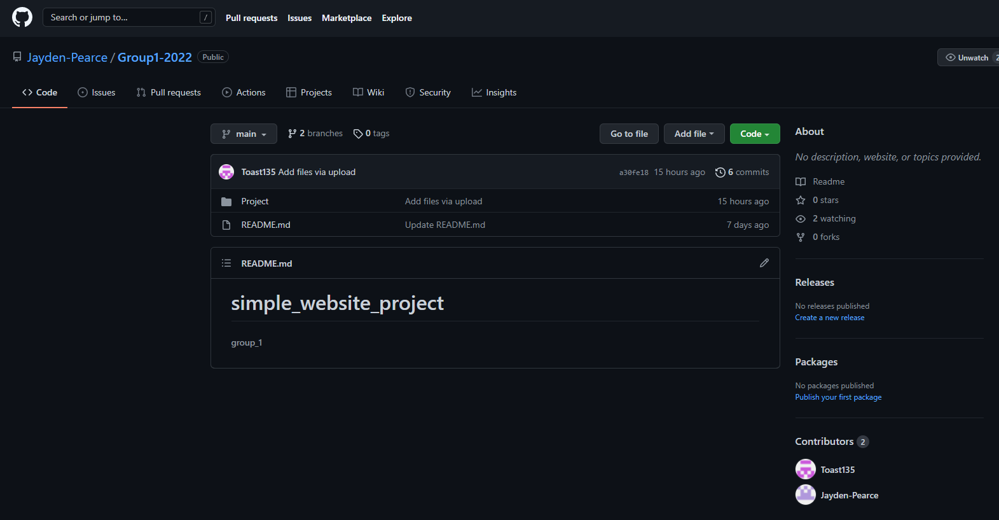 Search or jump to... /
Pull requests Issues Marketplace Explore
Jayden-Pearce / Group1-2022 Public
Unwatch 2
Code Issues Pull requests Actions Projects Wiki Security Insights
main 2 branches 0 tags
Go to file Add file Code
Toast135 Add files via upload a30fe18 15 hours ago 6 commits
Project Add files via upload 15 hours ago
README.md Update README.md 7 days ago
README.md
simple_website_project
group_1
About
No description, website, or topics provided.
Readme
0 stars
2 watching
0 forks
Releases
No releases published
Create a new release
Packages
No packages published
Publish your first package
Contributors 2
Toast135
Jayden-Pearce